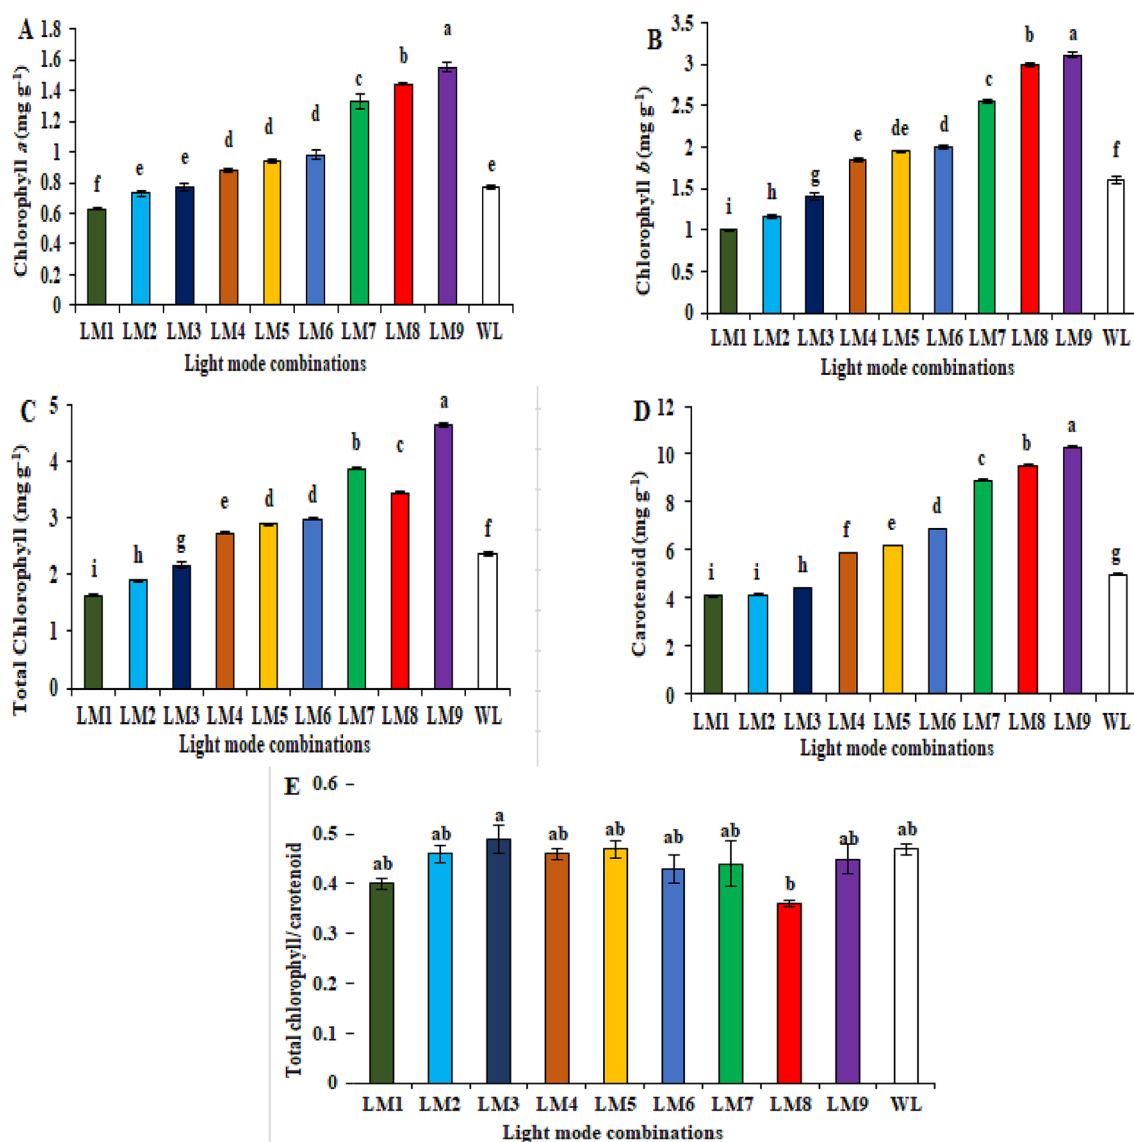 A
Chlorophyll a (mg g⁻¹)
1.8
1.6
1.4
1.2
1
0.8
0.6
0.4
0.2
0
f e e d d d c b a e
LM1 LM2 LM3 LM4 LM5 LM6 LM7 LM8 LM9 WL
Light mode combinations
B
Chlorophyll b (mg g⁻¹)
3.5
3
2.5
2
1.5
1
0.5
0
i h g e de d c b a f
LM1 LM2 LM3 LM4 LM5 LM6 LM7 LM8 LM9 WL
Light mode combinations
C
Total Chlorophyll (mg g⁻¹)
5
4
3
2
1
0
i h g e d d b c a f
LM1 LM2 LM3 LM4 LM5 LM6 LM7 LM8 LM9 WL
Light mode combinations
D
Carotenoid (mg g⁻¹)
12
10
8
6
4
2
0
i i h f e d c b a g
LM1 LM2 LM3 LM4 LM5 LM6 LM7 LM8 LM9 WL
Light mode combinations
E
Total chlorophyll/carotenoid
0.6
0.5
0.4
0.3
0.2
0.1
0
ab ab a ab ab ab ab b ab ab
LM1 LM2 LM3 LM4 LM5 LM6 LM7 LM8 LM9 WL
Light mode combinations